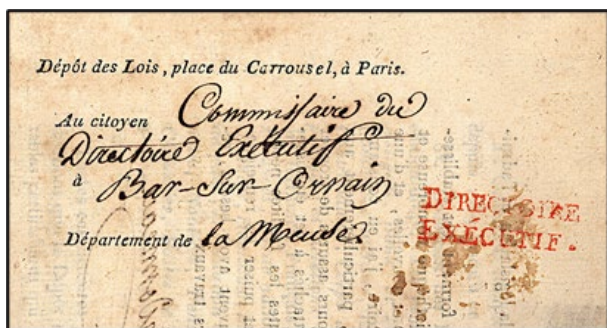 Dépôt des Lois, place du Carrousel, à Paris.
Au citoyen Commissaire du
Directoire Exécutif
à Bar-Sur-Ornain
Département de la Meuse
DIRECTOIRE
EXÉCUTIF.